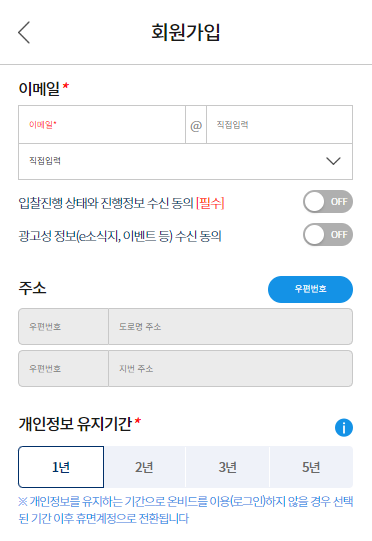 회원가입
이메일 *
이메일* @ 직접입력
직접입력
입찰진행 상태와 진행정보 수신 동의 [필수] OFF
광고성 정보(e소식지, 이벤트 등) 수신 동의 OFF
주소 우편번호
우편번호 도로명 주소
우편번호 지번 주소
개인정보 유지기간 * i
1년 2년 3년 5년
※ 개인정보를 유지하는 기간으로 온비드를 이용(로그인)하지 않을 경우 선택
된 기간 이후 휴면계정으로 전환됩니다